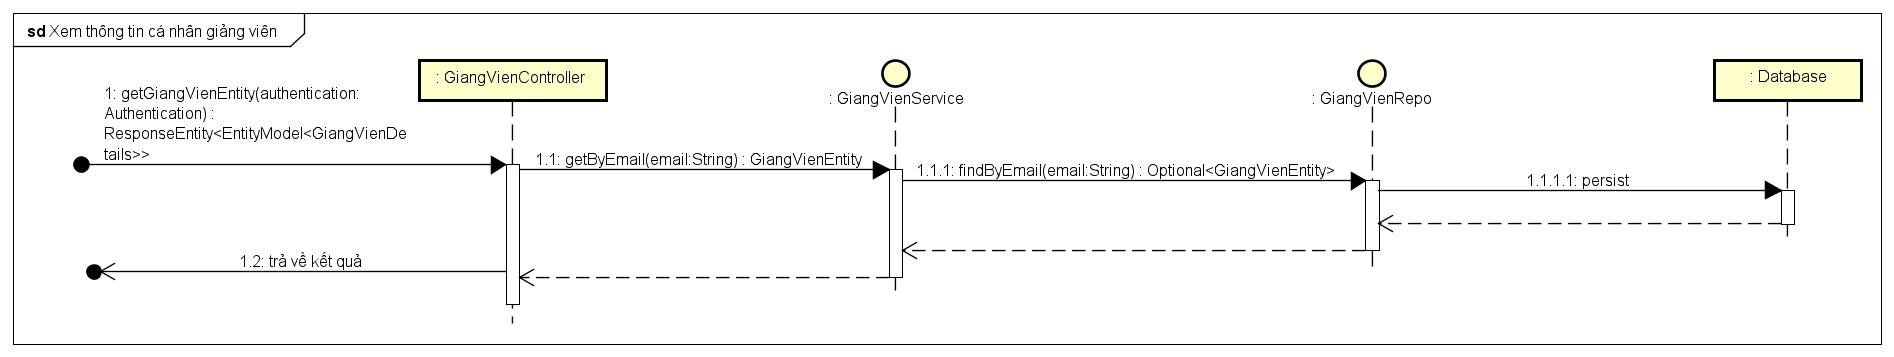 sd Xem thông tin cá nhân giảng viên
: GiangVienController
: GiangVienService
: GiangVienRepo
: Database
1: getGiangVienEntity(authentication:
Authentication) :
ResponseEntity<EntityModel<GiangVienDe
tails>>
1.1: getByEmail(email:String) : GiangVienEntity
1.1.1: findByEmail(email:String) : Optional<GiangVienEntity>
1.1.1.1: persist
1.2: trả về kết quả